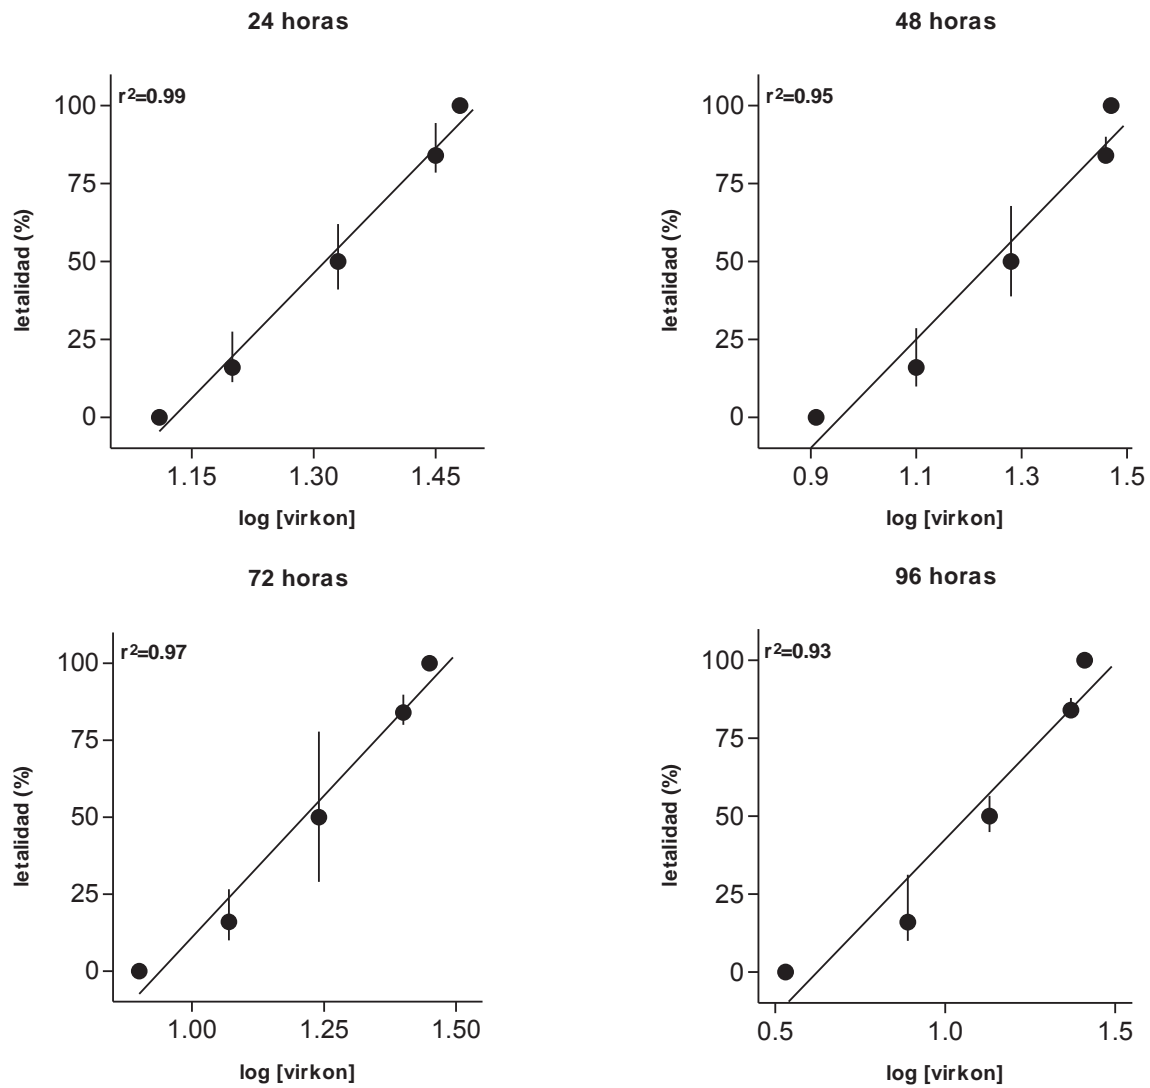 24 horas
r2=0.99
100
75
50
25
0
letalidad (%)
1.15 1.30 1.45
log [virkon]
48 horas
r2=0.95
100
75
50
25
0
letalidad (%)
0.9 1.1 1.3 1.5
log [virkon]
72 horas
r2=0.97
100
75
50
25
0
letalidad (%)
1.00 1.25 1.50
log [virkon]
96 horas
r2=0.93
100
75
50
25
0
letalidad (%)
0.5 1.0 1.5
log [virkon]